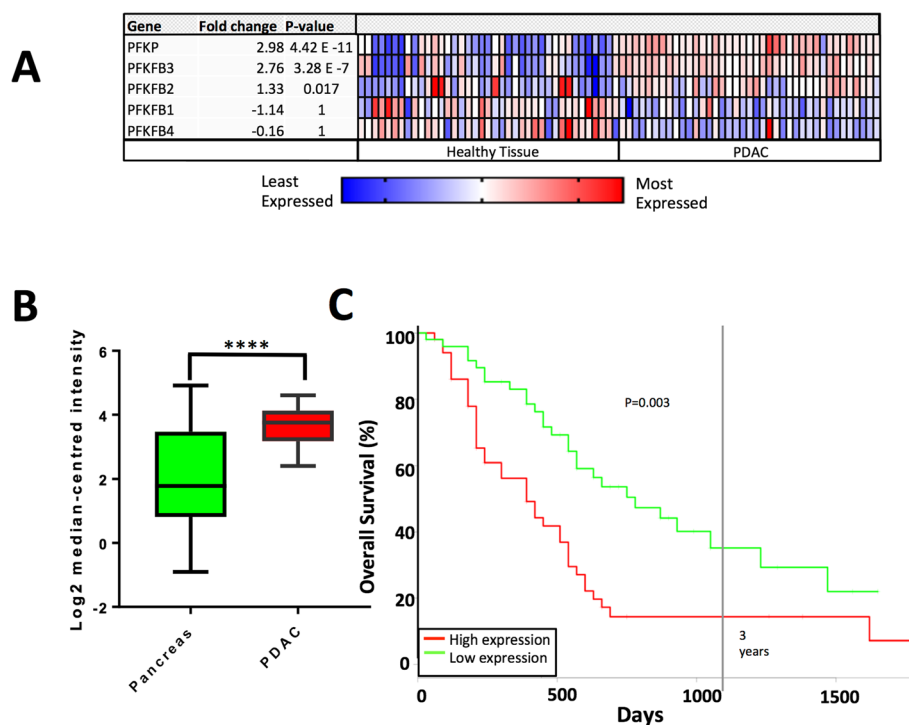 A
Gene Fold change P-value
PFKP 2.98 4.42 E -11
PFKFB3 2.76 3.28 E -7
PFKFB2 1.33 0.017
PFKFB1 -1.14 1
PFKFB4 -0.16 1
Healthy Tissue PDAC
Least Expressed
Most Expressed
B
Log2 median-centred intensity
6
4
2
0
-2
****
Pancreas
PDAC
C
Overall Survival (%)
100
80
60
40
20
0
P=0.003
High expression
Low expression
3 years
0 500 1000 1500
Days